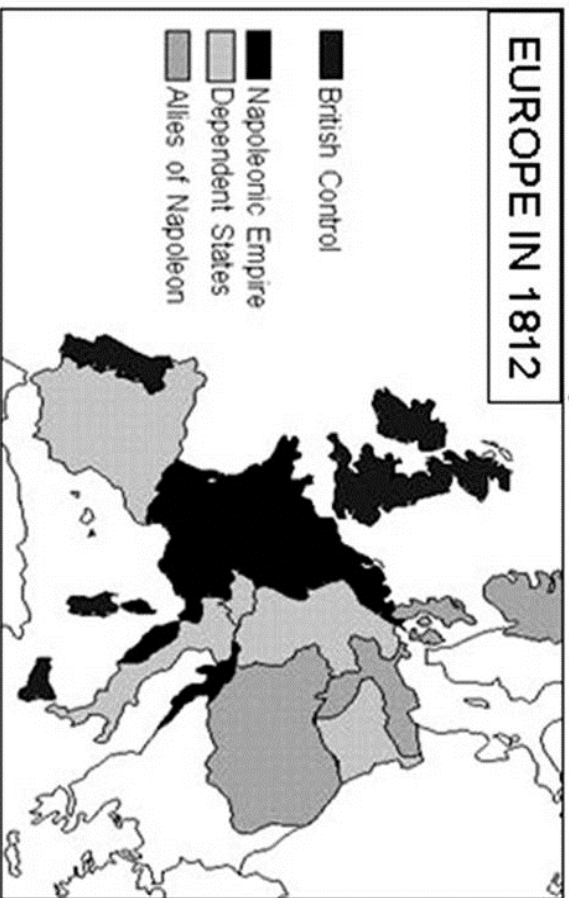 EUROPE IN 1812
British Control
Napoleonic Empire
Dependent States
Allies of Napoleon